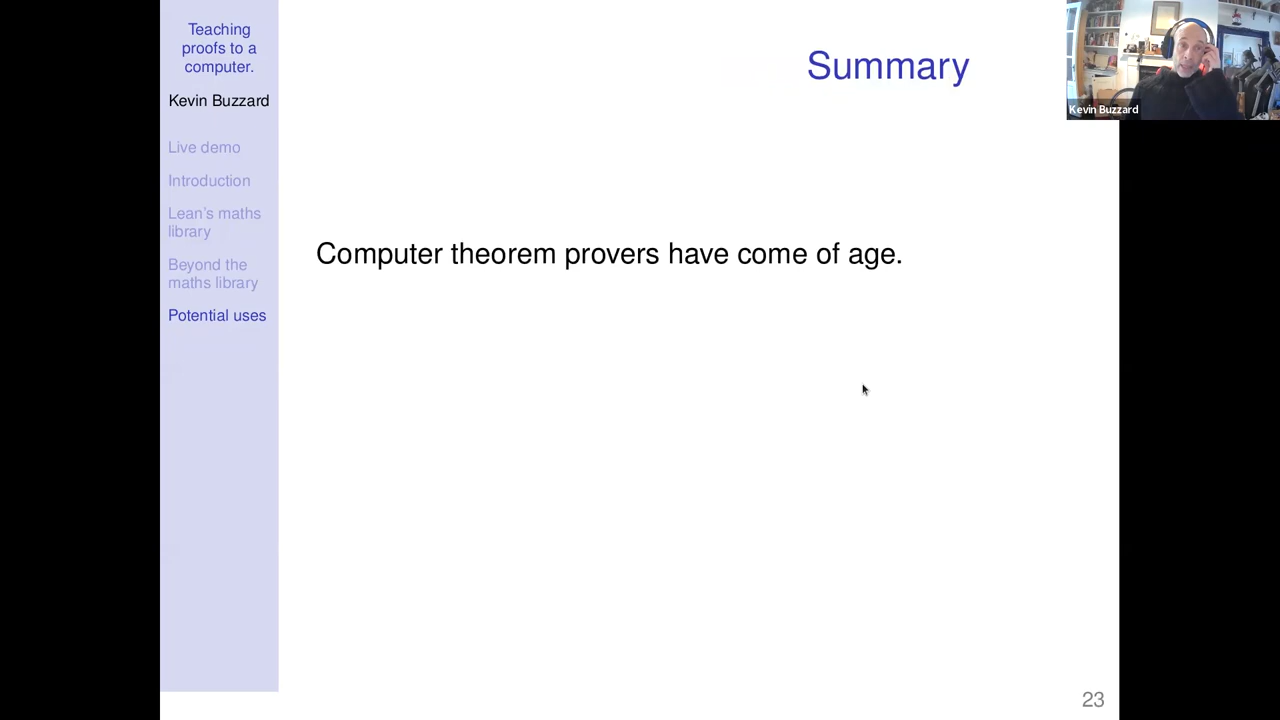 Teaching
proofs to a
computer.
Kevin Buzzard
Live demo
Introduction
Lean's maths
library
Beyond the
maths library
Potential uses
Summary
Computer theorem provers have come of age.
23
Kevin Buzzard